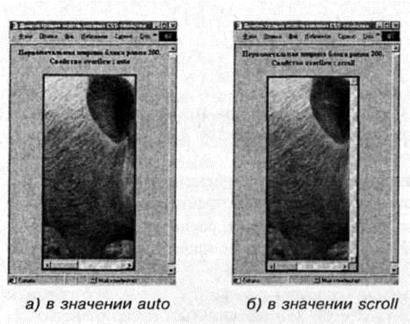 Демонстрация использования CSS-свойства
Файл Правка Вид Избранное Сервис
Первоначальная ширина блока равна 200.
Свойство overflow : auto
Готово
Мой компьютер
а) в значении auto
Демонстрация использования CSS-свойства
Файл Правка Вид Избранное Сервис
Первоначальная ширина блока равна 200.
Свойство overflow : scroll
Готово
Мой компьютер
б) в значении scroll